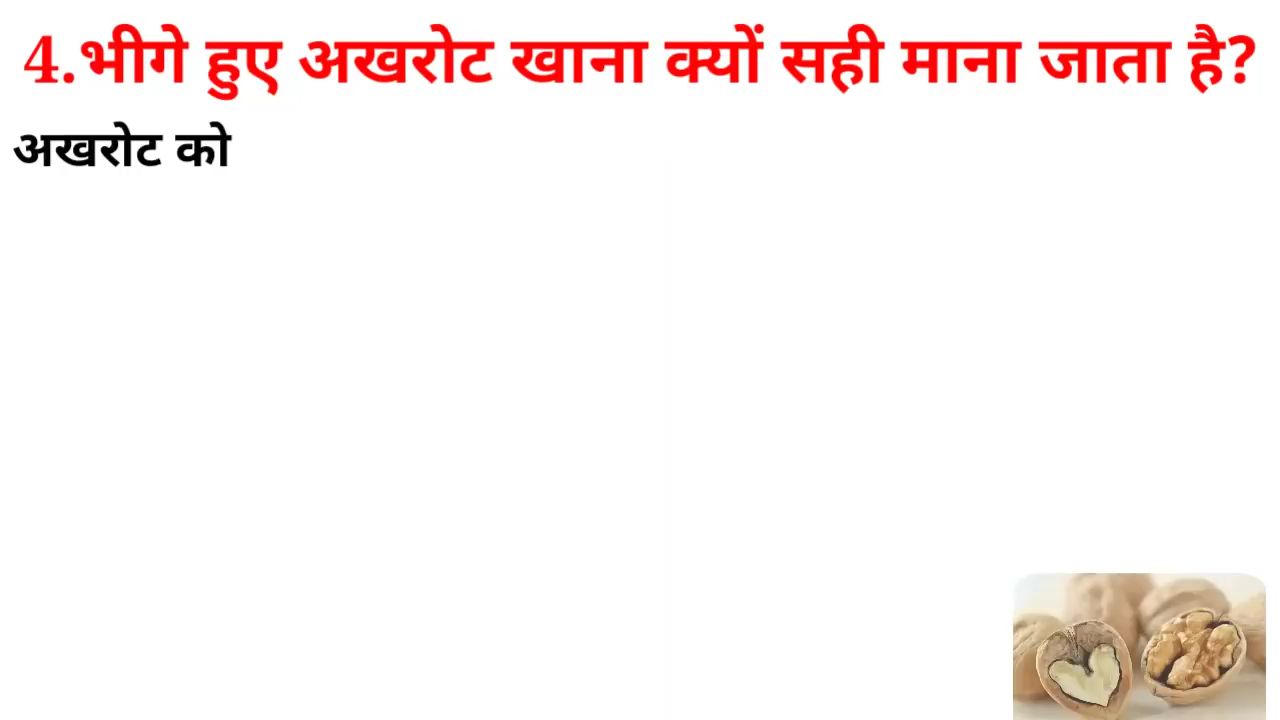 4.भीगे हुए अखरोट खाना क्यों सही माना जाता है?
अखरोट को